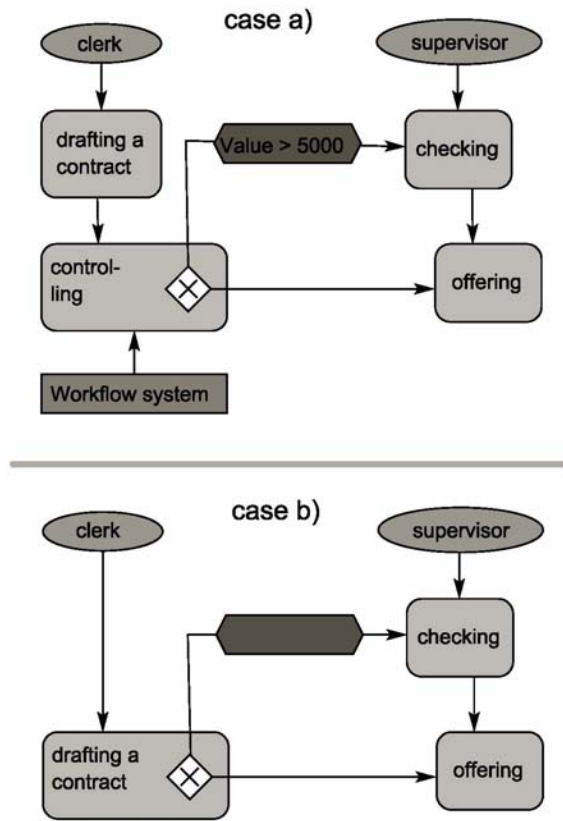 case a)
clerk
supervisor
drafting a
contract
Value > 5000
checking
control-
ling
offering
Workflow system
case b)
clerk
supervisor
checking
drafting a
contract
offering